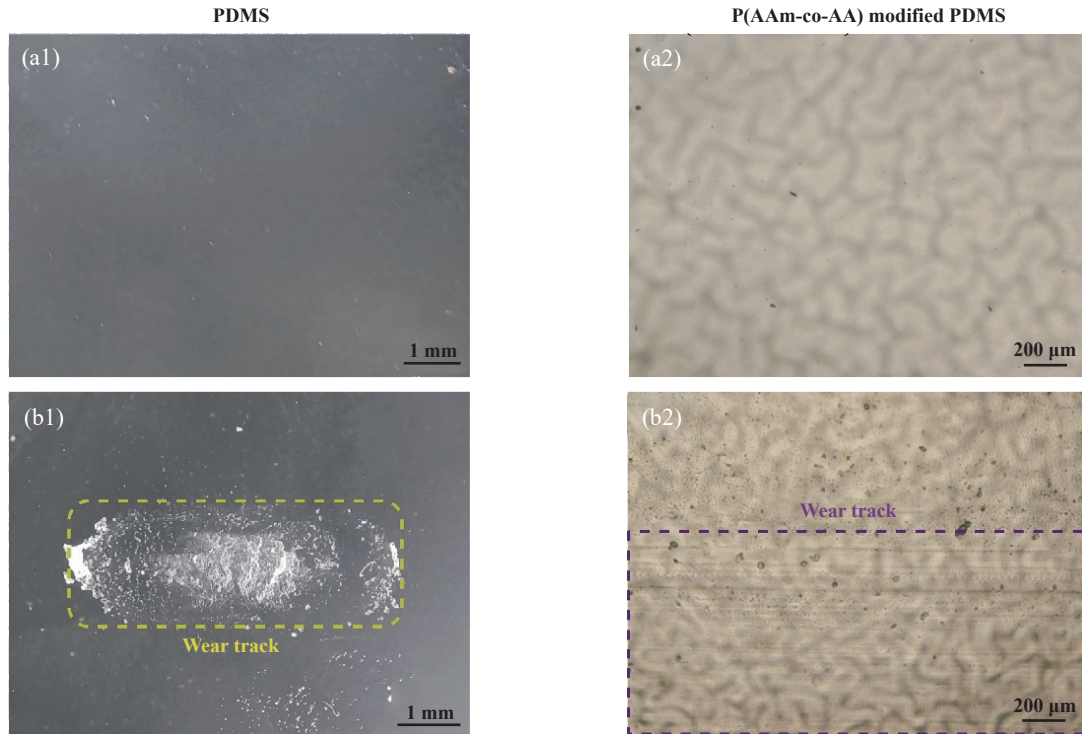 PDMS
P(AAm-co-AA) modified PDMS
(a1)
(a2)
1 mm
200 μm
(b1)
(b2)
Wear track
Wear track
1 mm
200 μm